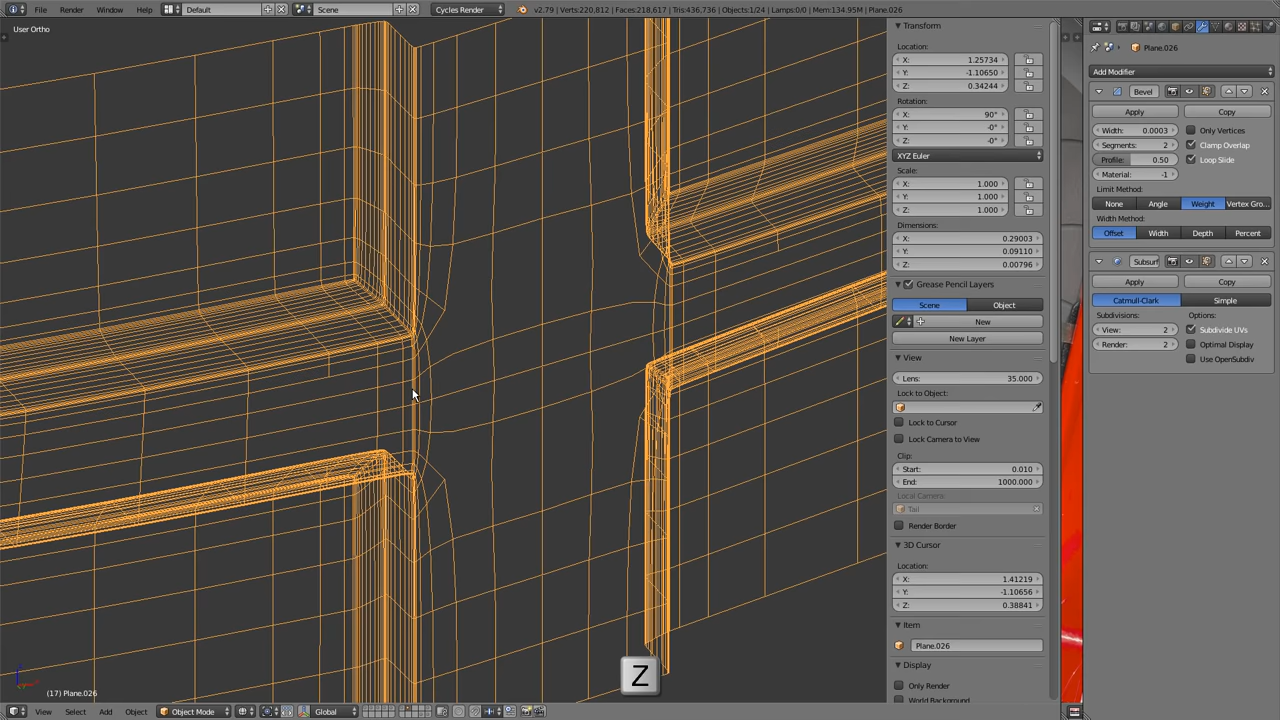 File Render Window Help Default Scene Cycles Render v2.79 | Verts:220,812 | Faces:218,617 | Tris:436,736 | Objects:1/24 | Lamps:0/0 | Mem:134.95M | Plane.026
User Ortho
Transform
Location:
X: 1.25734
Y: -1.10650
Z: 0.34244
Rotation:
X: 90°
Y: -0°
Z: -0°
XYZ Euler
Scale:
X: 1.000
Y: 1.000
Z: 1.000
Dimensions:
X: 0.29003
Y: 0.09110
Z: 0.00796
Grease Pencil Layers
Scene Object
New
New Layer
View
Lens: 35.000
Lock to Object:
Lock to Cursor
Lock Camera to View
Clip:
Start: 0.010
End: 1000.000
Local Camera:
Tail
Render Border
3D Cursor
Location:
X: 1.41219
Y: -1.10656
Z: 0.38841
Item
Plane.026
Display
Only Render
World Background
Plane.026
Add Modifier
Bevel
Apply Copy
Width: 0.0003 Only Vertices
Segments: 2 Clamp Overlap
Profile: 0.50 Loop Slide
Material: -1
Limit Method:
None Angle Weight Vertex Gro...
Width Method:
Offset Width Depth Percent
Subsurf
Apply Copy
Catmull-Clark Simple
Subdivisions: Options:
View: 2 Subdivide UVs
Render: 2 Optimal Display
Use OpenSubdiv
Z
(17) Plane.026
View Select Add Object Object Mode Global